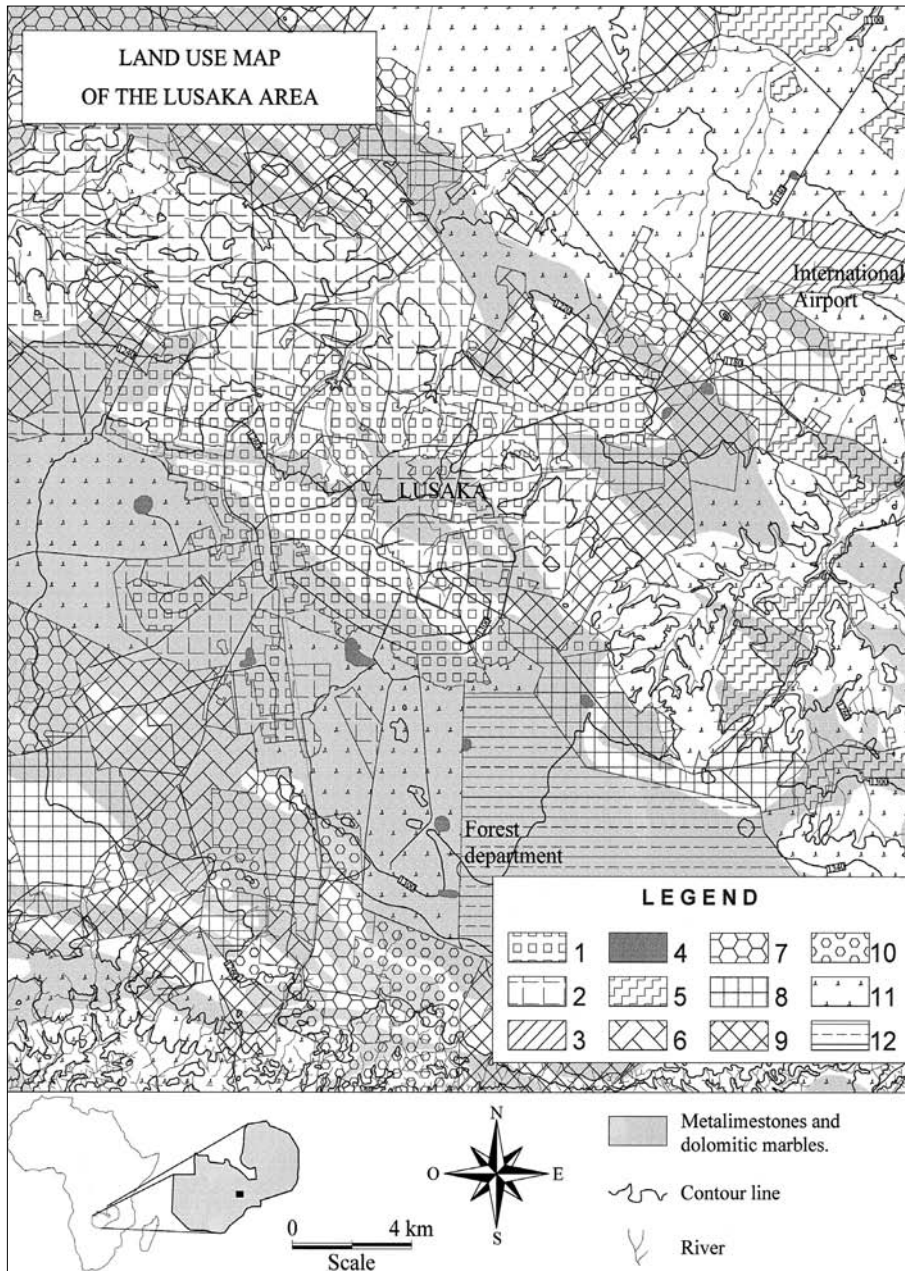 LAND USE MAP
OF THE LUSAKA AREA
International
Airport
LUSAKA
Forest
department
LEGEND
1
4
7
10
2
5
8
11
3
6
9
12
Metalimestones and
dolomitic marbles.
Contour line
River
N
O
E
S
0 4 km
Scale